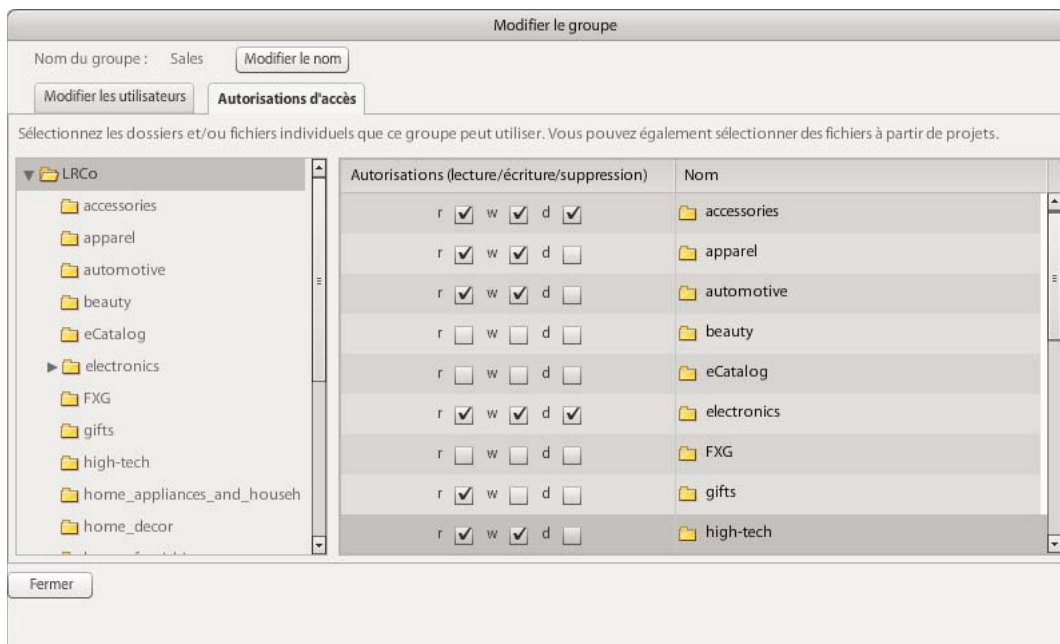 Modifier le groupe
Nom du groupe : Sales Modifier le nom
Modifier les utilisateurs Autorisations d'accès
Sélectionnez les dossiers et/ou fichiers individuels que ce groupe peut utiliser. Vous pouvez également sélectionner des fichiers à partir de projets.
LRCo
accessories
apparel
automotive
beauty
eCatalog
electronics
FXG
gifts
high-tech
home_appliances_and_househ
home_decor
Autorisations (lecture/écriture/suppression) Nom
r w d accessories
r w d apparel
r w d automotive
r w d beauty
r w d eCatalog
r w d electronics
r w d FXG
r w d gifts
r w d high-tech
Fermer